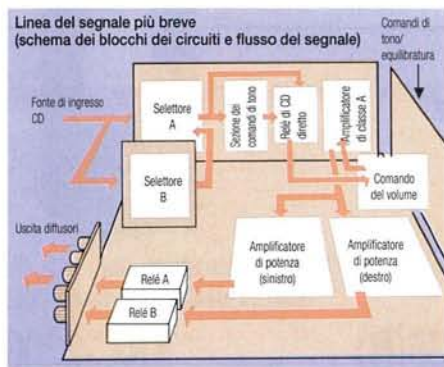 Linea del segnale più breve
(schema dei blocchi dei circuiti e flusso del segnale)
Comandi di
tono/
equilibratura
Fonte di ingresso
CD
Selettore
A
Sezione dei
comandi di tono
Relè di CD
diretto
Amplificatore
di classe A
Selettore
B
Comando
del volume
Uscita diffusori
Amplificatore
di potenza
(sinistro)
Amplificatore
di potenza
(destro)
Relé A
Relé B